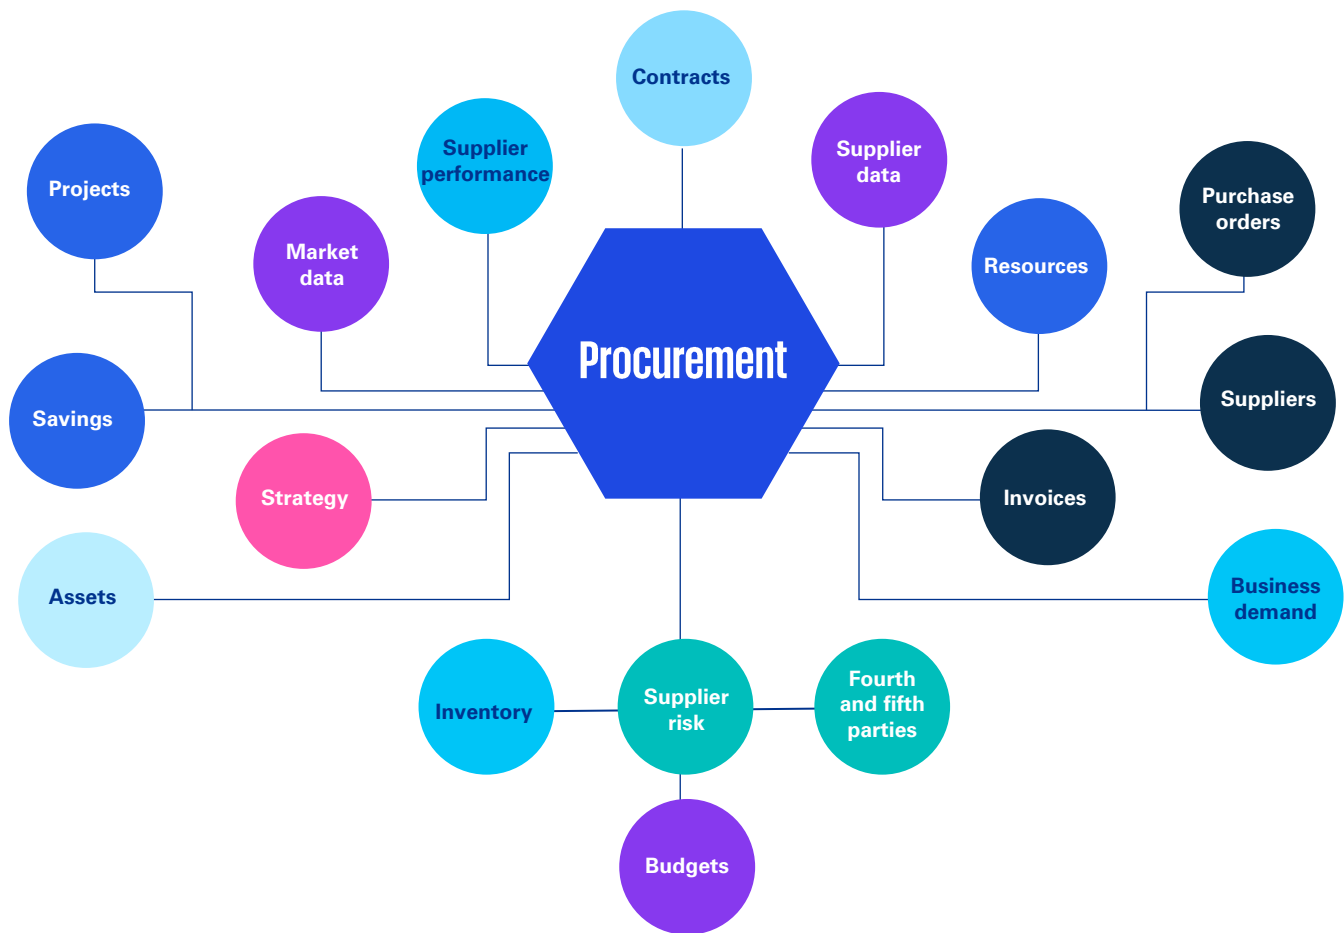 Contracts
Supplier
performance
Supplier
data
Projects
Purchase
orders
Market
data
Resources
Procurement
Savings
Suppliers
Strategy
Invoices
Assets
Business
demand
Inventory
Supplier
risk
Fourth
and fifth
parties
Budgets